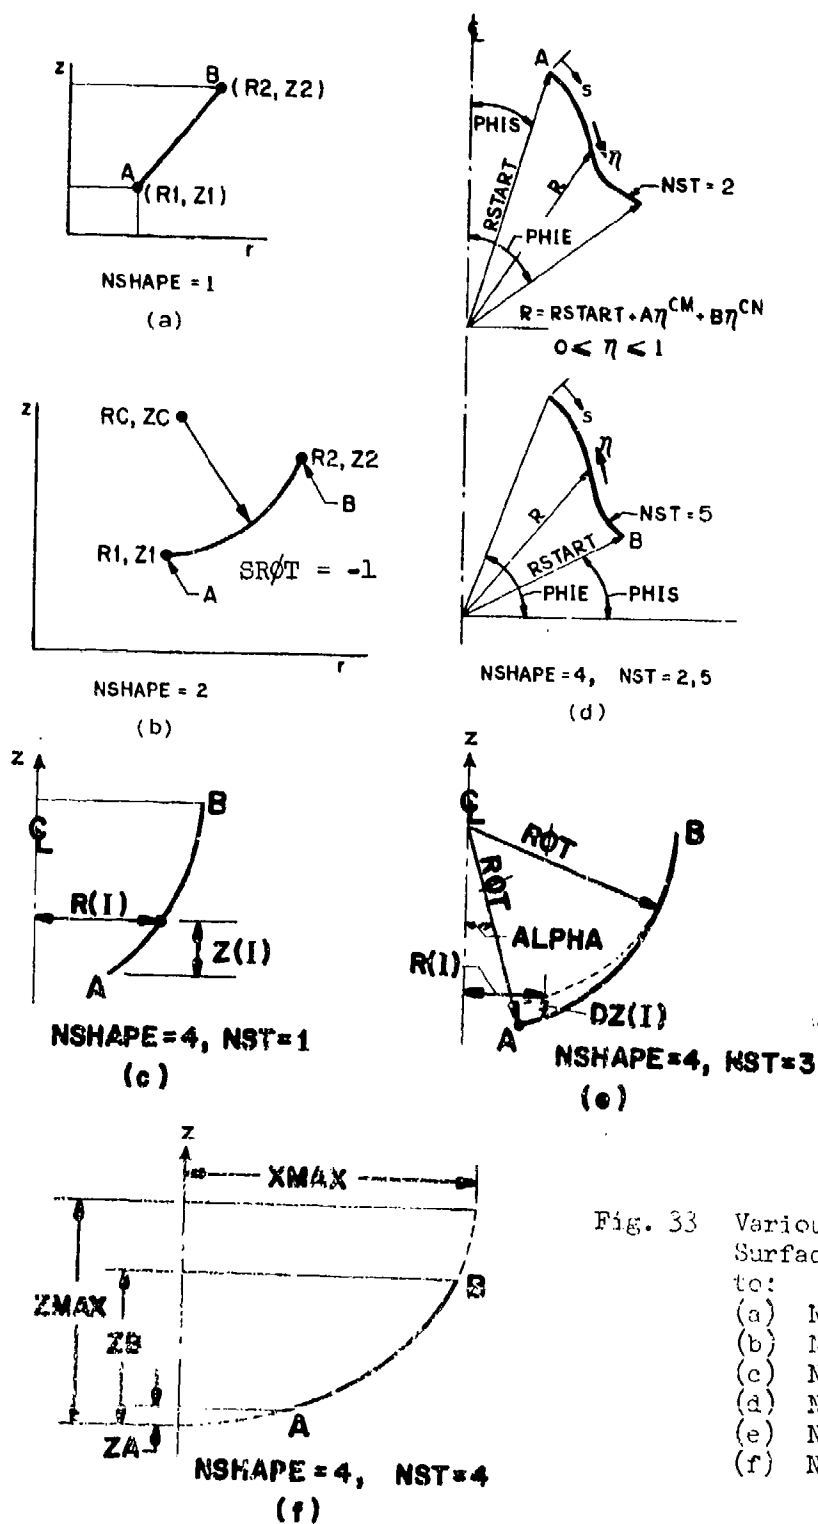 z
B
(R2, Z2)
A
(R1, Z1)
r
NSHAPE = 1
(a)
z
RC, ZC
R2, Z2
B
R1, Z1
A
SRØT = -1
r
NSHAPE = 2
(b)
℄
A
s
PHIS
η
RSTART
R
NST = 2
PHIE
R = RSTART + Aη^CM + Bη^CN
0 ≤ η ≤ 1
s
η
R
NST = 5
B
RSTART
PHIE
PHIS
NSHAPE = 4, NST = 2,5
(d)
z
℄
B
R(I)
Z(I)
A
NSHAPE = 4, NST = 1
(c)
z
℄
RØT
B
RØT
ALPHA
R(I)
DZ(I)
A
NSHAPE = 4, NST = 3
(e)
z
XMAX
B
ZMAX
ZB
A
ZA
NSHAPE = 4, NST = 4
(f)
Fig. 33 Variou
Surfac
to:
(a) N
(b) N
(c) N
(d) N
(e) N
(f) N